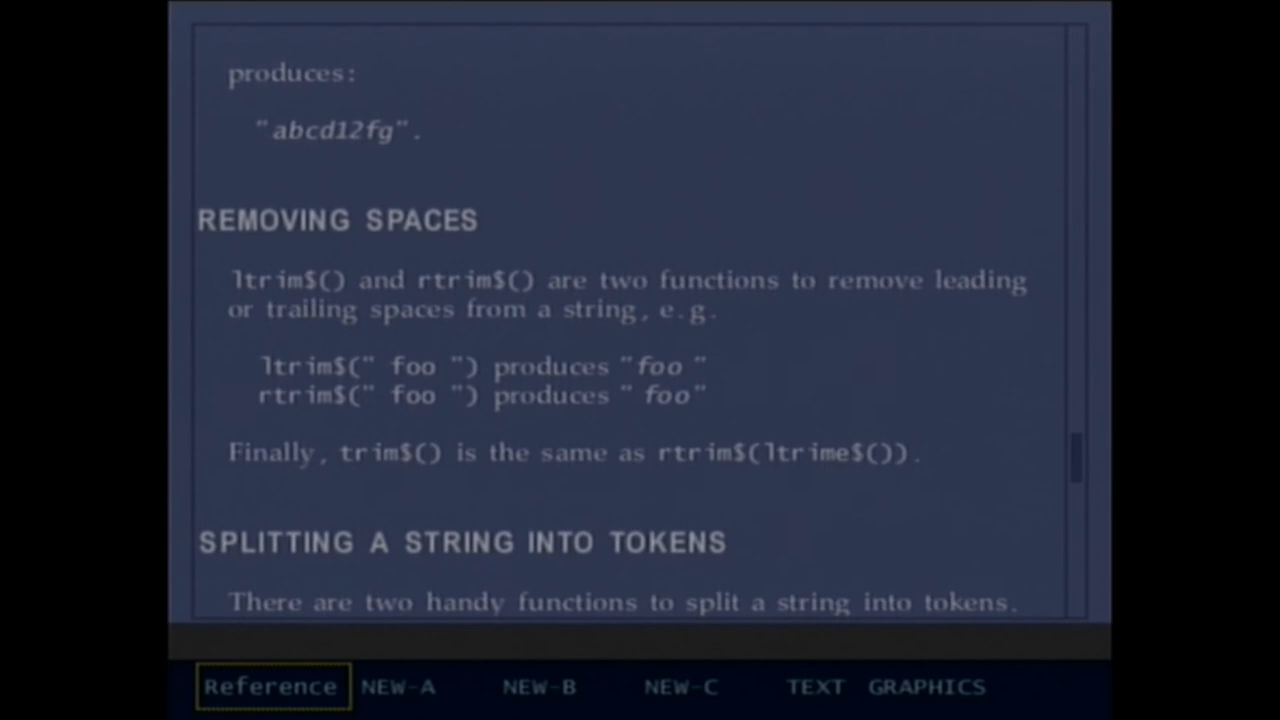 produces:
"abcd12fg".
REMOVING SPACES
ltrim$() and rtrim$() are two functions to remove leading
or trailing spaces from a string, e.g.
ltrim$(" foo ") produces "foo "
rtrim$(" foo ") produces " foo"
Finally, trim$() is the same as rtrim$(ltrime$()).
SPLITTING A STRING INTO TOKENS
There are two handy functions to split a string into tokens.
Reference NEW-A NEW-B NEW-C TEXT GRAPHICS